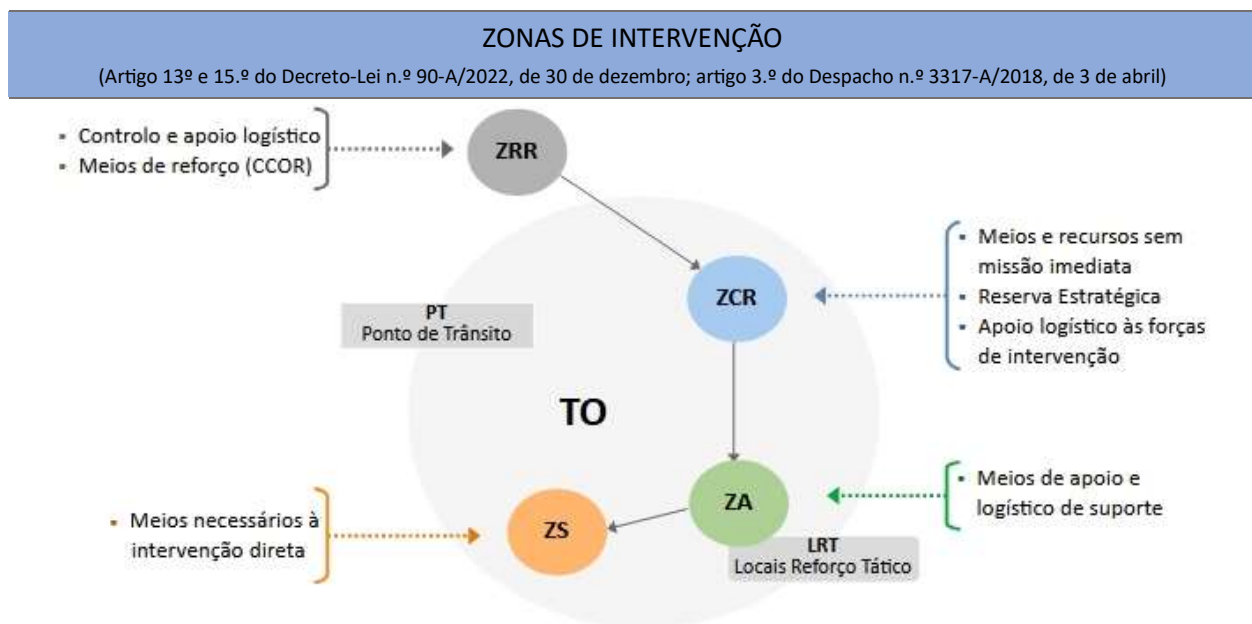 ZONAS DE INTERVENÇÃO
(Artigo 13º e 15.º do Decreto-Lei n.º 90-A/2022, de 30 de dezembro; artigo 3.º do Despacho n.º 3317-A/2018, de 3 de abril)
▪ Controlo e apoio logístico
▪ Meios de reforço (CCOR)
ZRR
▪ Meios e recursos sem
missão imediata
▪ Reserva Estratégica
▪ Apoio logístico às forças
de intervenção
ZCR
PT
Ponto de Trânsito
TO
▪ Meios de apoio e
logístico de suporte
ZA
LRT
Locais Reforço Tático
▪ Meios necessários à
intervenção direta
ZS